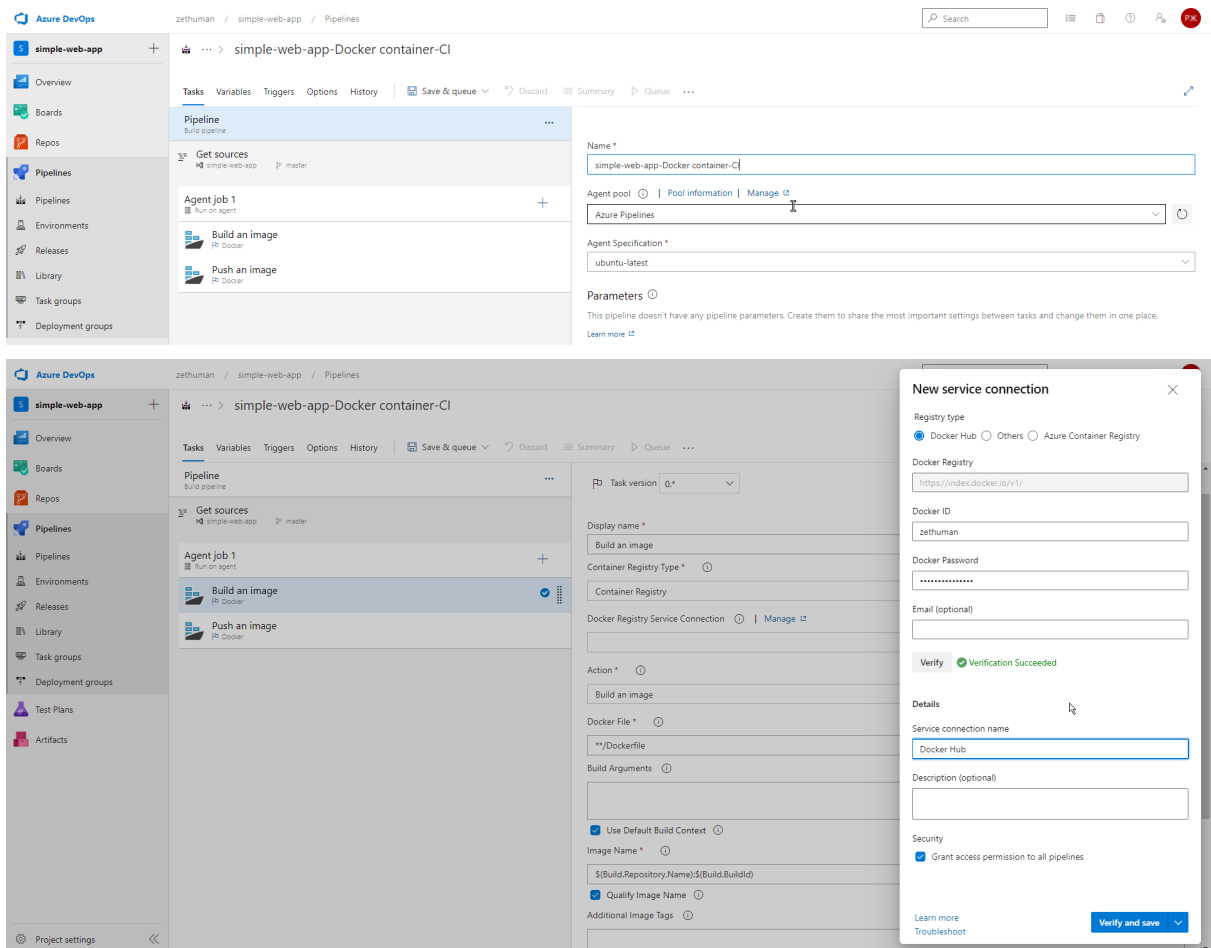 Azure DevOps
zethuman / simple-web-app / Pipelines
Search
РЖ
S simple-web-app
... > simple-web-app-Docker container-CI
Overview
Boards
Repos
Pipelines
Pipelines
Environments
Releases
Library
Task groups
Deployment groups
Tasks Variables Triggers Options History Save & queue Discard Summary Queue ...
Pipeline
Build pipeline
Get sources
simple-web-app master
Agent job 1
Run on agent
Build an image
Docker
Push an image
Docker
Name *
simple-web-app-Docker container-CI
Agent pool | Pool information | Manage
Azure Pipelines
Agent Specification *
ubuntu-latest
Parameters
This pipeline doesn't have any pipeline parameters. Create them to share the most important settings between tasks and change them in one place.
Learn more
Azure DevOps
zethuman / simple-web-app / Pipelines
S simple-web-app
... > simple-web-app-Docker container-CI
Overview
Boards
Repos
Pipelines
Pipelines
Environments
Releases
Library
Task groups
Deployment groups
Test Plans
Artifacts
Project settings
Tasks Variables Triggers Options History Save & queue Discard Summary Queue ...
Pipeline
Build pipeline
Get sources
simple-web-app master
Agent job 1
Run on agent
Build an image
Docker
Push an image
Docker
Task version 0.*
Display name *
Build an image
Container Registry Type *
Container Registry
Docker Registry Service Connection | Manage
Action *
Build an image
Docker File *
**/Dockerfile
Build Arguments
Use Default Build Context
Image Name *
$(Build.Repository.Name):$(Build.BuildId)
Qualify Image Name
Additional Image Tags
New service connection
Registry type
Docker Hub Others Azure Container Registry
Docker Registry
https://index.docker.io/v1/
Docker ID
zethuman
Docker Password
•••••••••••••••
Email (optional)
Verify Verification Succeeded
Details
Service connection name
Docker Hub
Description (optional)
Security
Grant access permission to all pipelines
Learn more
Troubleshoot
Verify and save